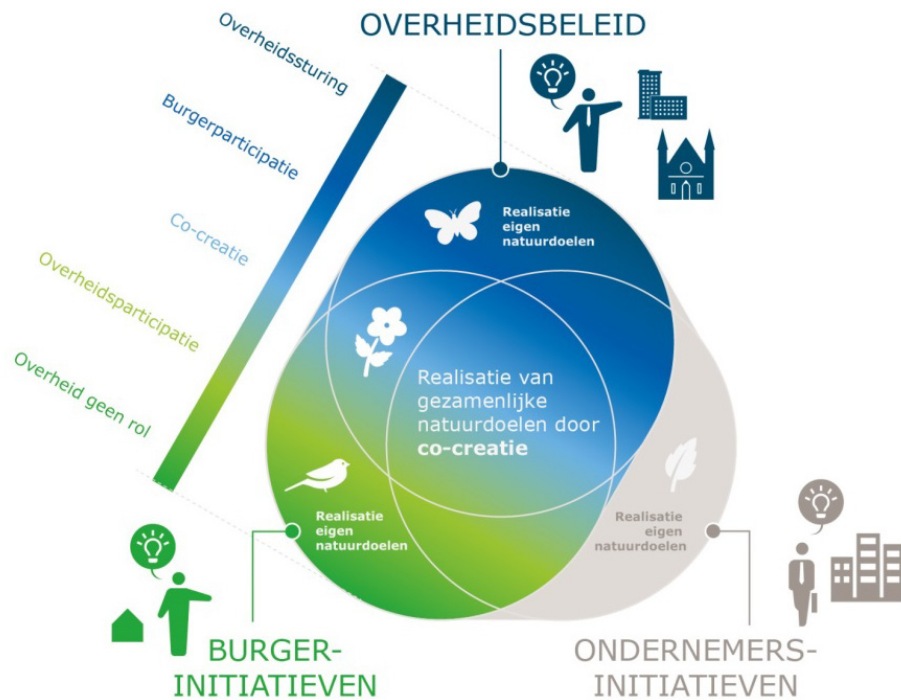 OVERHEIDSBELEID
Overheidssturing
Burgerparticipatie
Co-creatie
Overheidsparticipatie
Overheid geen rol
Realisatie
eigen
natuurdoelen
Realisatie van
gezamenlijke
natuurdoelen door
co-creatie
Realisatie
eigen
natuurdoelen
Realisatie
eigen
natuurdoelen
BURGER-
INITIATIEVEN
ONDERNEMERS-
INITIATIEVEN